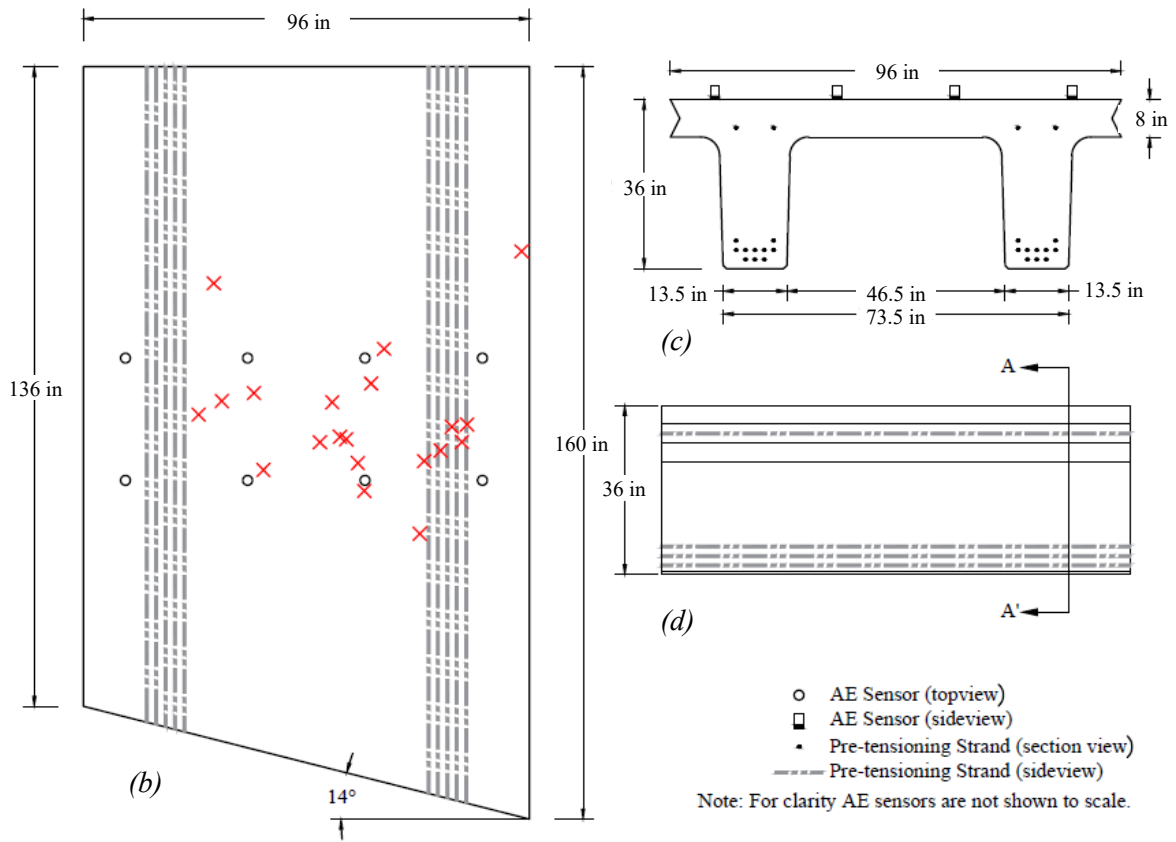 96 in
136 in
160 in
14°
(b)
96 in
8 in
36 in
13.5 in
46.5 in
13.5 in
73.5 in
(c)
A
36 in
A'
(d)
AE Sensor (topview)
AE Sensor (sideview)
Pre-tensioning Strand (section view)
Pre-tensioning Strand (sideview)
Note: For clarity AE sensors are not shown to scale.